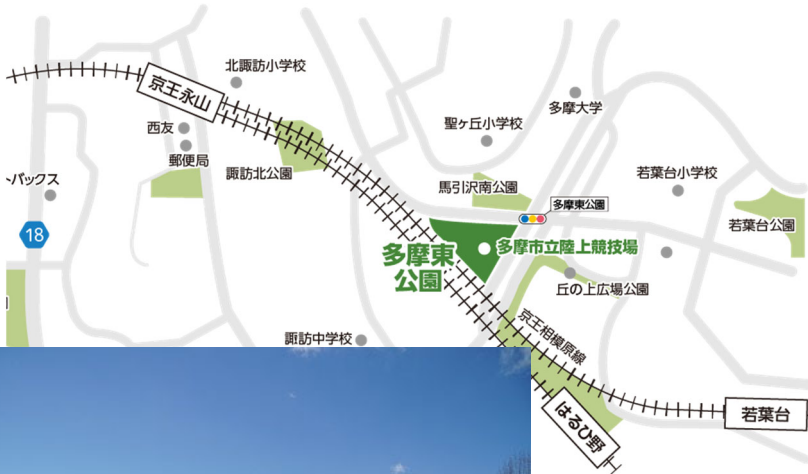 北諏訪小学校
京王永山
西友
郵便局
トバックス
18
諏訪北公園
聖ヶ丘小学校
多摩大学
馬引沢南公園
多摩東公園
若葉台小学校
若葉台公園
多摩東
公園
多摩市立陸上競技場
丘の上広場公園
諏訪中学校
京王相模原線
はるひ野
若葉台